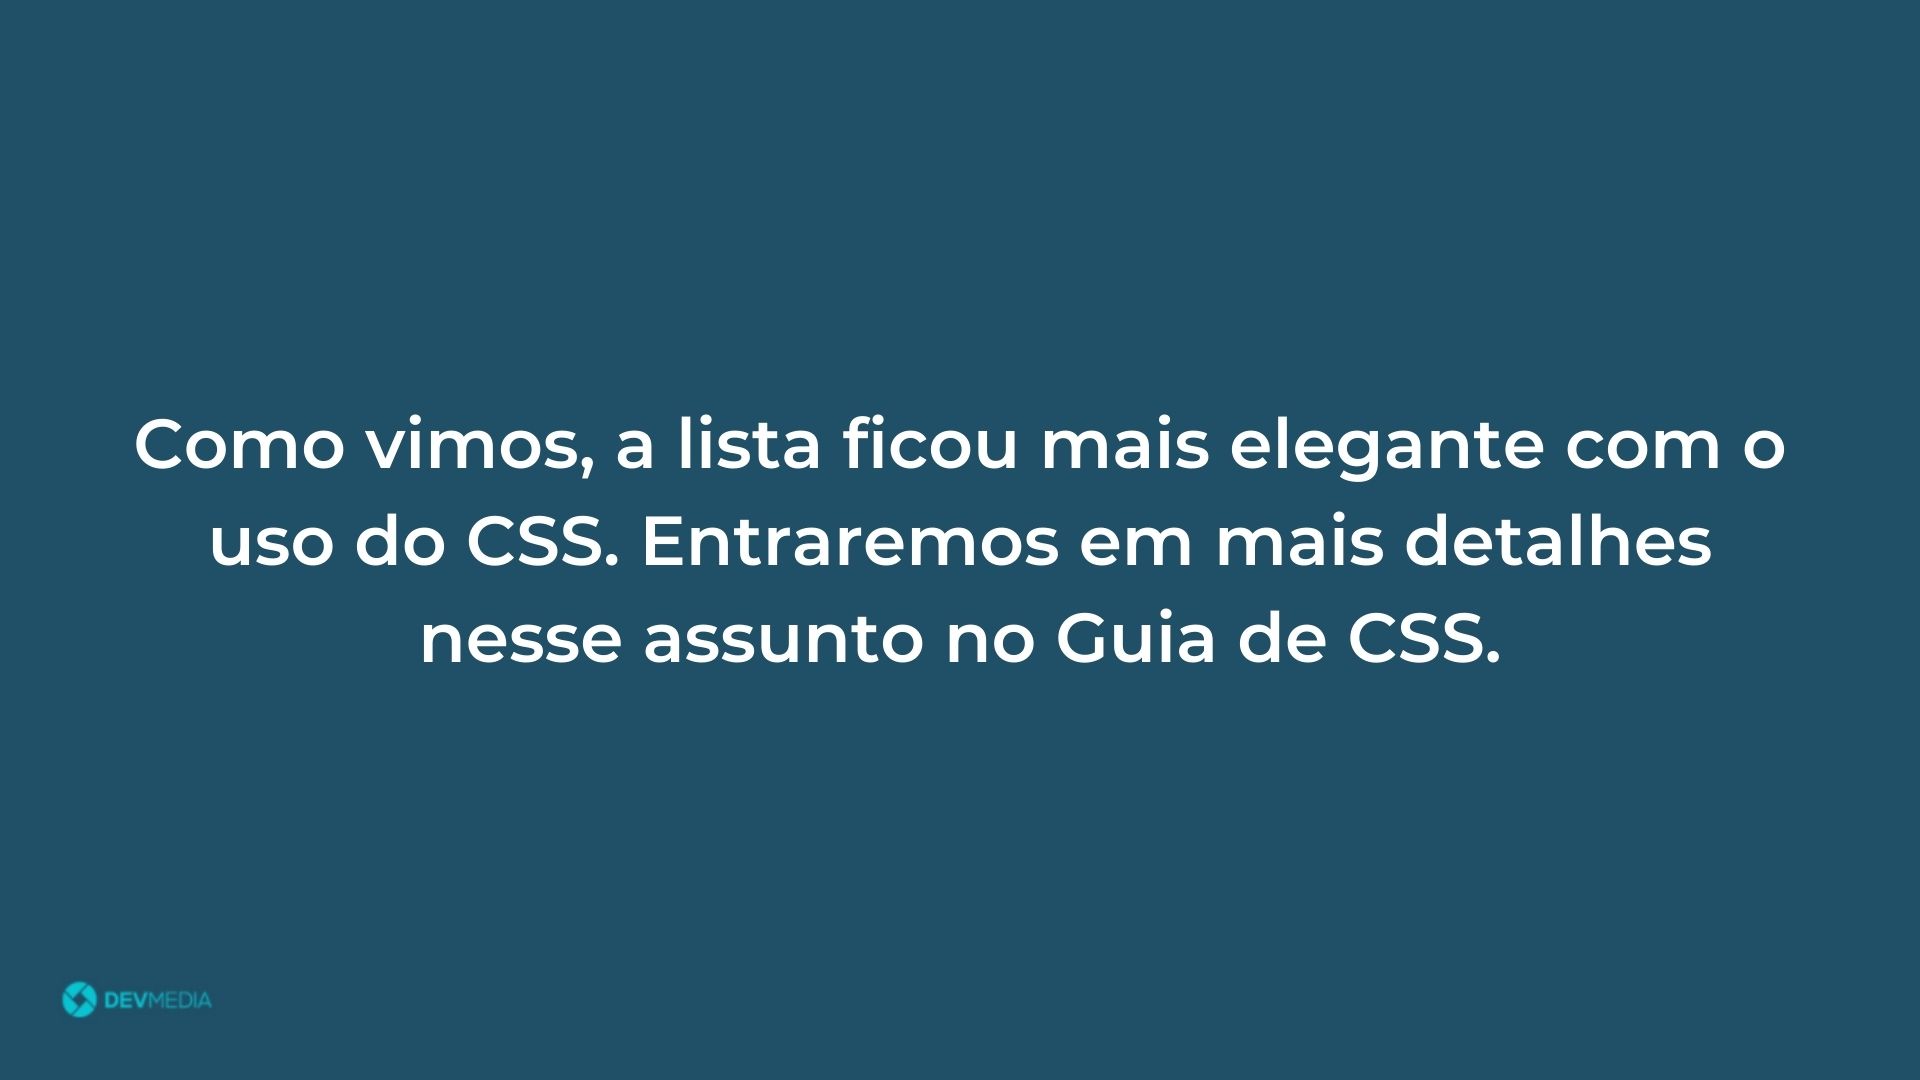 Como vimos, a lista ficou mais elegante com o
uso do CSS. Entraremos em mais detalhes
nesse assunto no Guia de CSS.
DEVMEDIA